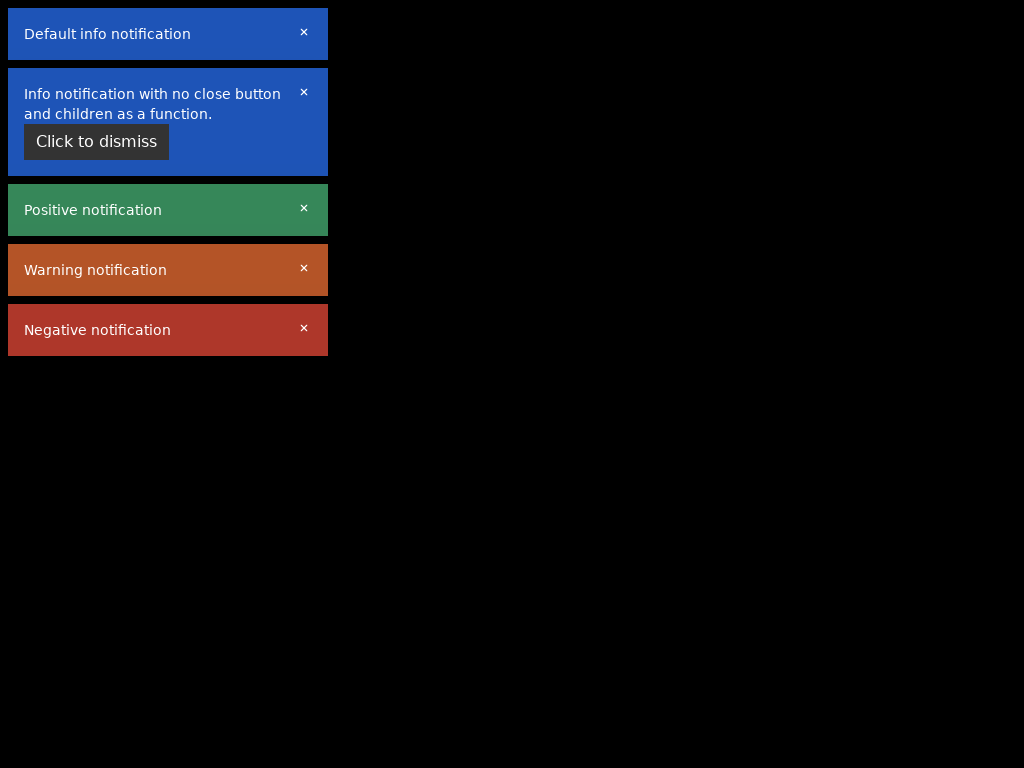 Default info notification ×
Info notification with no close button ×
and children as a function.
Click to dismiss
Positive notification ×
Warning notification ×
Negative notification ×